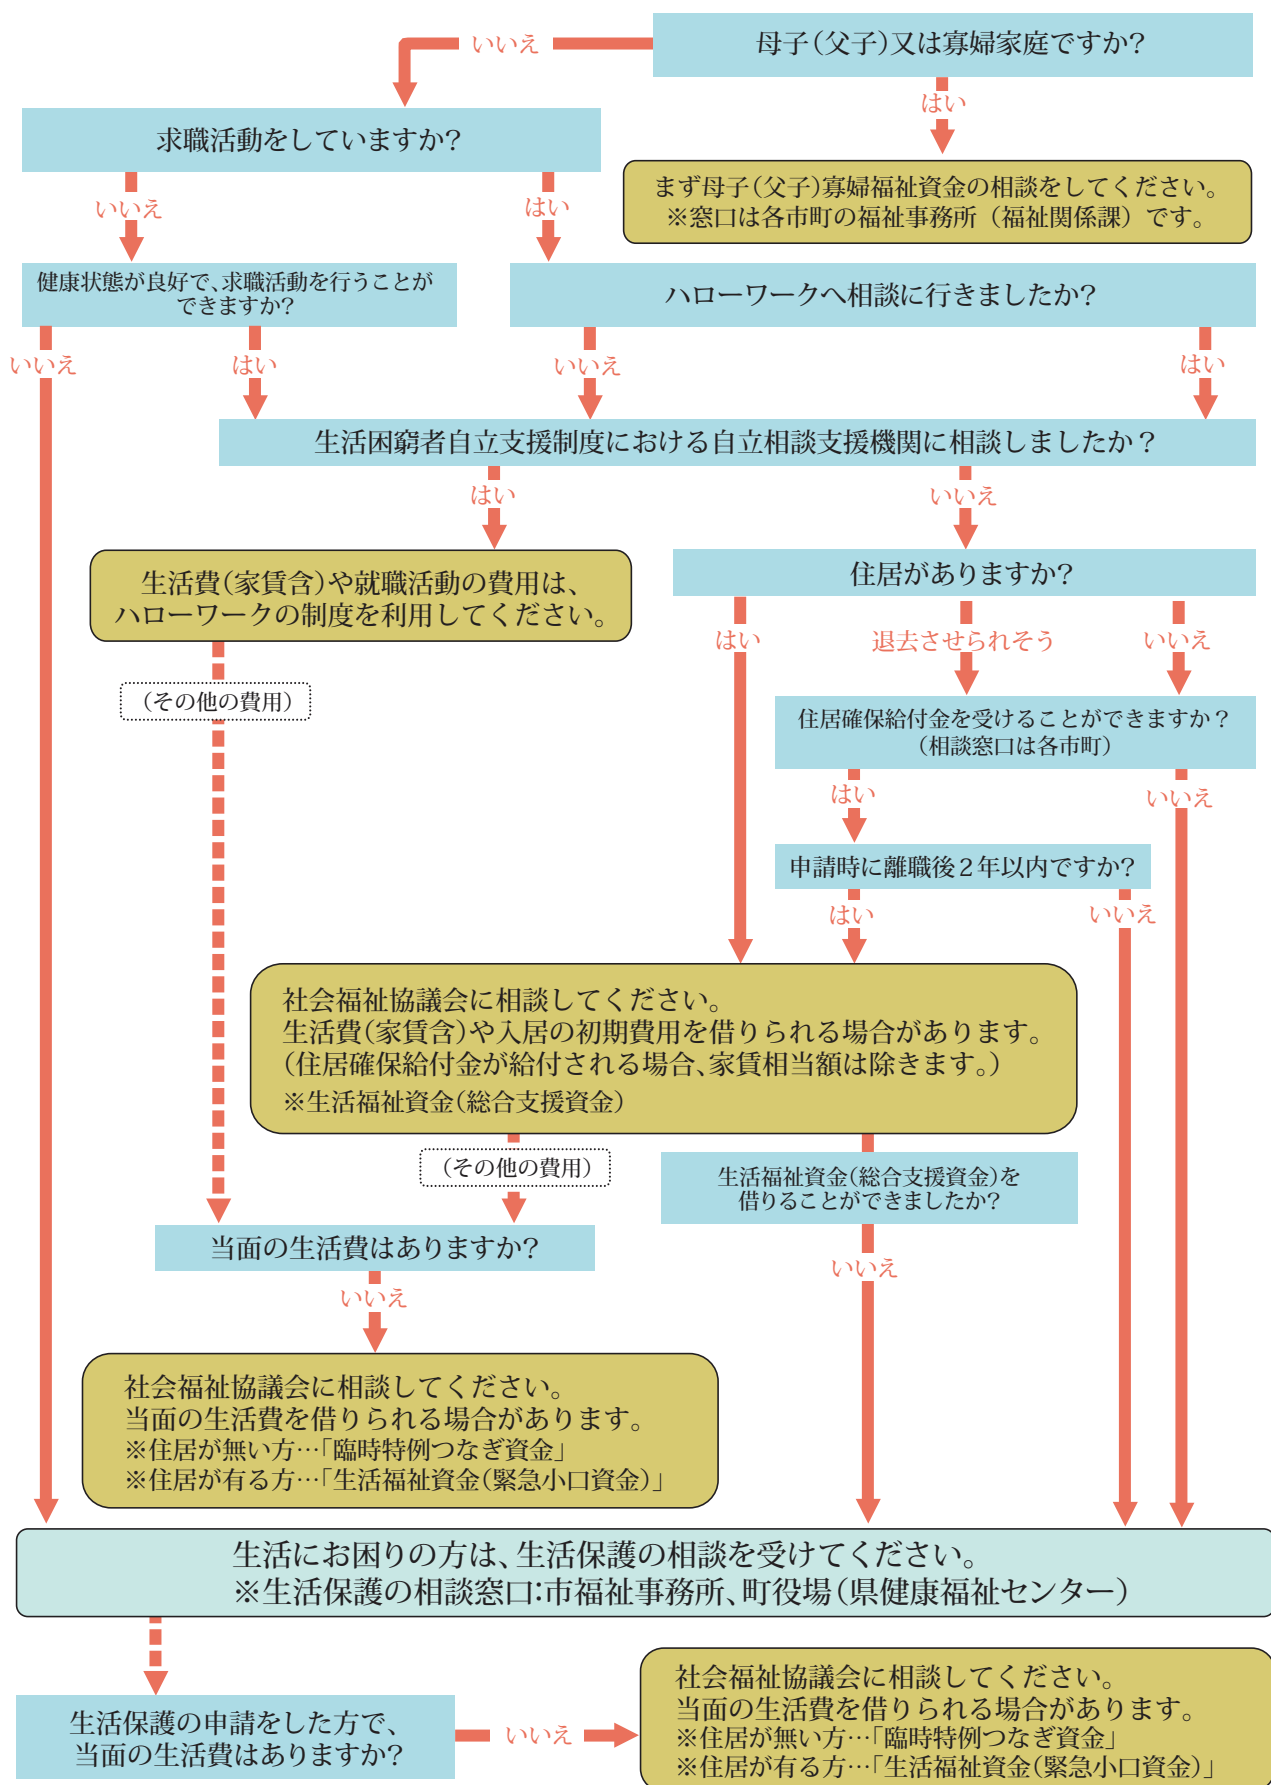 母子(父子)又は寡婦家庭ですか?
いいえ
はい
求職活動をしていますか?
まず母子(父子)寡婦福祉資金の相談をしてください。
※窓口は各市町の福祉事務所(福祉関係課)です。
いいえ
はい
健康状態が良好で、求職活動を行うことが
できますか?
ハローワークへ相談に行きましたか?
いいえ
はい
いいえ
はい
生活困窮者自立支援制度における自立相談支援機関に相談しましたか?
はい
いいえ
生活費(家賃含)や就職活動の費用は、
ハローワークの制度を利用してください。
住居がありますか?
はい
退去させられそう
いいえ
(その他の費用)
住居確保給付金を受けることができますか?
(相談窓口は各市町)
はい
いいえ
申請時に離職後2年以内ですか?
はい
いいえ
社会福祉協議会に相談してください。
生活費(家賃含)や入居の初期費用を借りられる場合があります。
(住居確保給付金が給付される場合、家賃相当額は除きます。)
※生活福祉資金(総合支援資金)
(その他の費用)
生活福祉資金(総合支援資金)を
借りることができましたか?
当面の生活費はありますか?
いいえ
いいえ
社会福祉協議会に相談してください。
当面の生活費を借りられる場合があります。
※住居が無い方…「臨時特例つなぎ資金」
※住居が有る方…「生活福祉資金(緊急小口資金)」
生活にお困りの方は、生活保護の相談を受けてください。
※生活保護の相談窓口:市福祉事務所、町役場(県健康福祉センター)
生活保護の申請をした方で、
当面の生活費はありますか?
いいえ
社会福祉協議会に相談してください。
当面の生活費を借りられる場合があります。
※住居が無い方…「臨時特例つなぎ資金」
※住居が有る方…「生活福祉資金(緊急小口資金)」